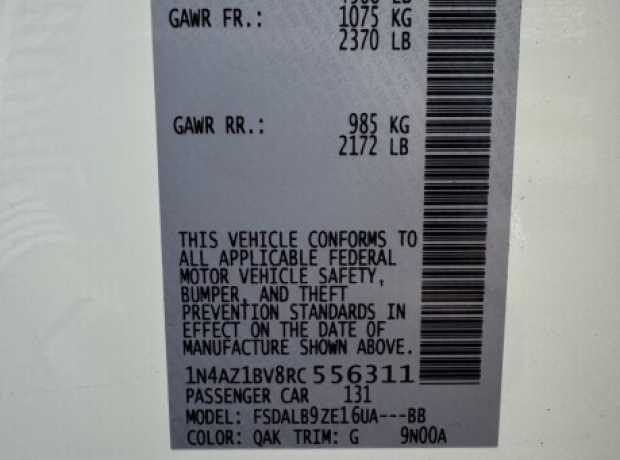 GAWR FR.: 1075 KG
2370 LB
GAWR RR.: 985 KG
2172 LB
THIS VEHICLE CONFORMS TO
ALL APPLICABLE FEDERAL
MOTOR VEHICLE SAFETY,
BUMPER, AND THEFT
PREVENTION STANDARDS IN
EFFECT ON THE DATE OF
MANUFACTURE SHOWN ABOVE.
1N4AZ1BV8RC556311
PASSENGER CAR 131
MODEL: FSDALB9ZE16UA---BB
COLOR: QAK TRIM: G 9N00A